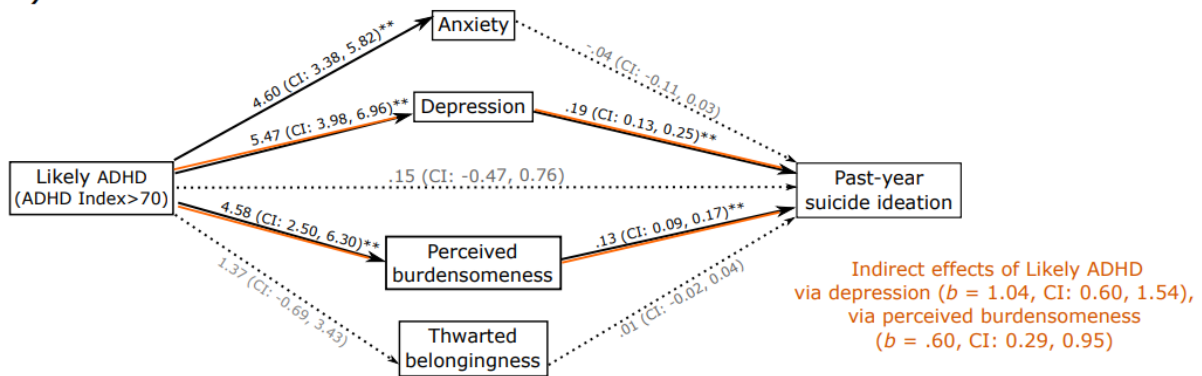 )
Anxiety
4.60 (CI: 3.38, 5.82)**
-.04 (CI: -0.11, 0.03)
Depression
5.47 (CI: 3.98, 6.96)**
.19 (CI: 0.13, 0.25)**
Likely ADHD
(ADHD Index>70)
.15 (CI: -0.47, 0.76)
Past-year
suicide ideation
4.58 (CI: 2.50, 6.30)**
.13 (CI: 0.09, 0.17)**
Perceived
burdensomeness
1.37 (CI: -0.69, 3.43)
.01 (CI: -0.02, 0.04)
Thwarted
belongingness
Indirect effects of Likely ADHD
via depression (b = 1.04, CI: 0.60, 1.54),
via perceived burdensomeness
(b = .60, CI: 0.29, 0.95)